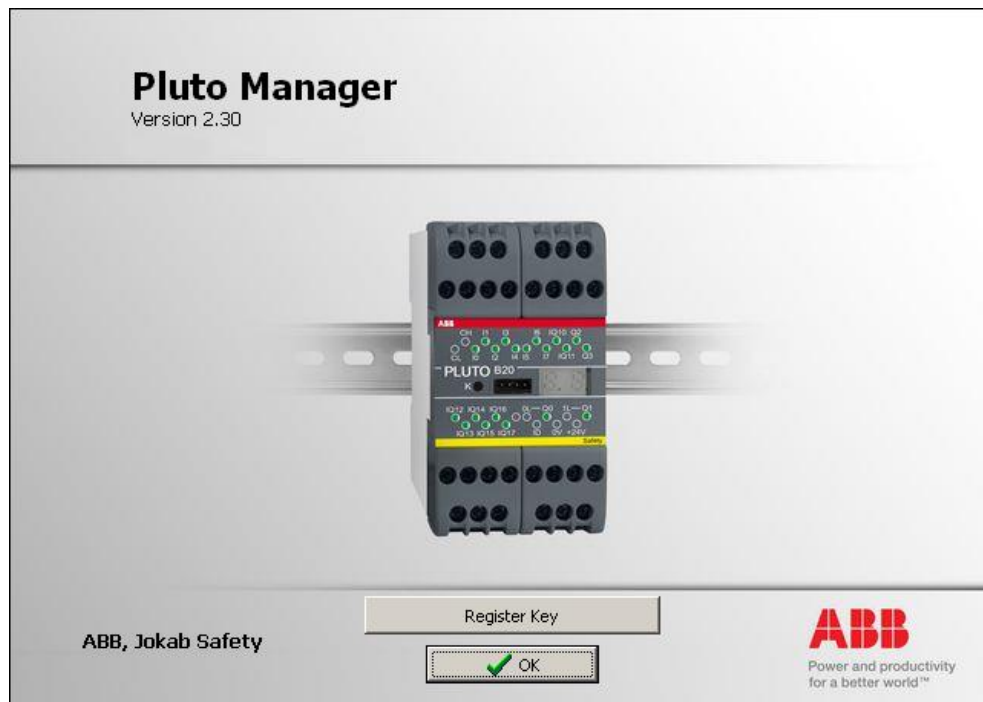 Pluto Manager
Version 2.30
ABB
CH I1 I3 I6 IQ10 Q2
CL I0 I2 I4 I5 I7 IQ11 Q3
PLUTO B20
K
IQ12 IQ14 IQ16 0L Q0 1L Q1
IQ13 IQ15 IQ17 ID 0V +24V
Safety
Register Key
OK
ABB, Jokab Safety
ABB
Power and productivity
for a better world™